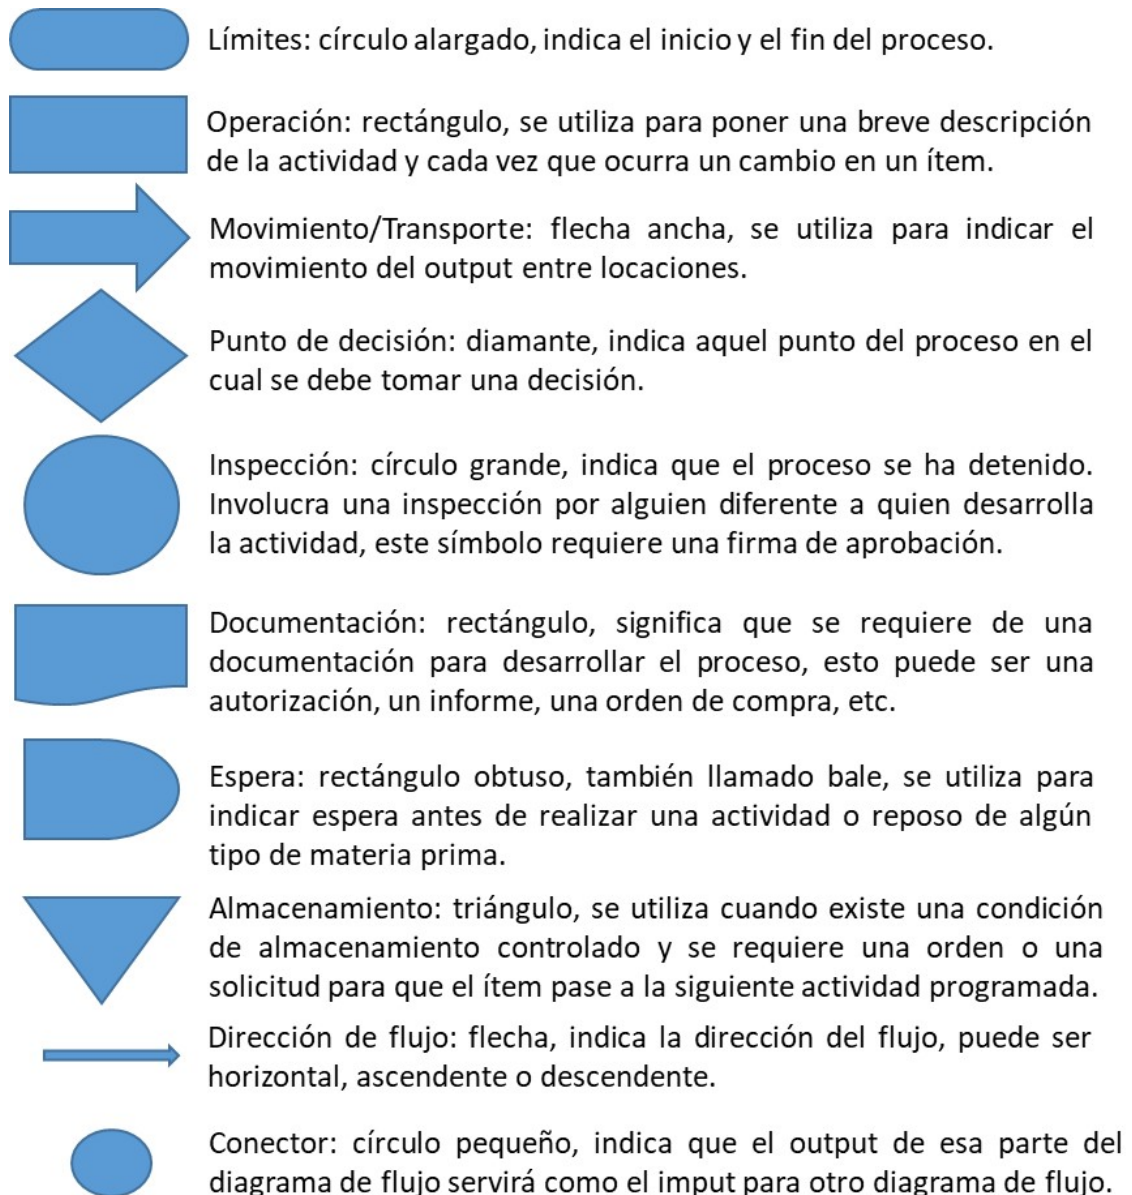 Límites: círculo alargado, indica el inicio y el fin del proceso.
Operación: rectángulo, se utiliza para poner una breve descripción
de la actividad y cada vez que ocurra un cambio en un ítem.
Movimiento/Transporte: flecha ancha, se utiliza para indicar el
movimiento del output entre locaciones.
Punto de decisión: diamante, indica aquel punto del proceso en el
cual se debe tomar una decisión.
Inspección: círculo grande, indica que el proceso se ha detenido.
Involucra una inspección por alguien diferente a quien desarrolla
la actividad, este símbolo requiere una firma de aprobación.
Documentación: rectángulo, significa que se requiere de una
documentación para desarrollar el proceso, esto puede ser una
autorización, un informe, una orden de compra, etc.
Espera: rectángulo obtuso, también llamado bale, se utiliza para
indicar espera antes de realizar una actividad o reposo de algún
tipo de materia prima.
Almacenamiento: triángulo, se utiliza cuando existe una condición
de almacenamiento controlado y se requiere una orden o una
solicitud para que el ítem pase a la siguiente actividad programada.
Dirección de flujo: flecha, indica la dirección del flujo, puede ser
horizontal, ascendente o descendente.
Conector: círculo pequeño, indica que el output de esa parte del
diagrama de flujo servirá como el imput para otro diagrama de flujo.